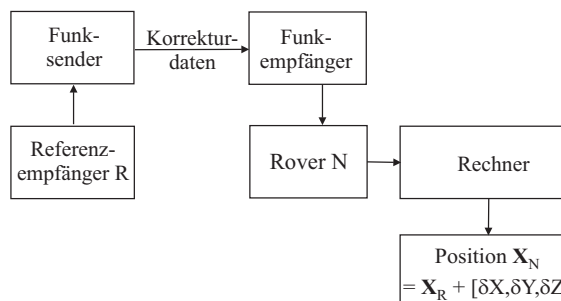 Funk-
sender
Korrektur-
daten
Funk-
empfänger
Referenz-
empfänger R
Rover N
Rechner
Position X_N
= X_R + [δX,δY,δZ